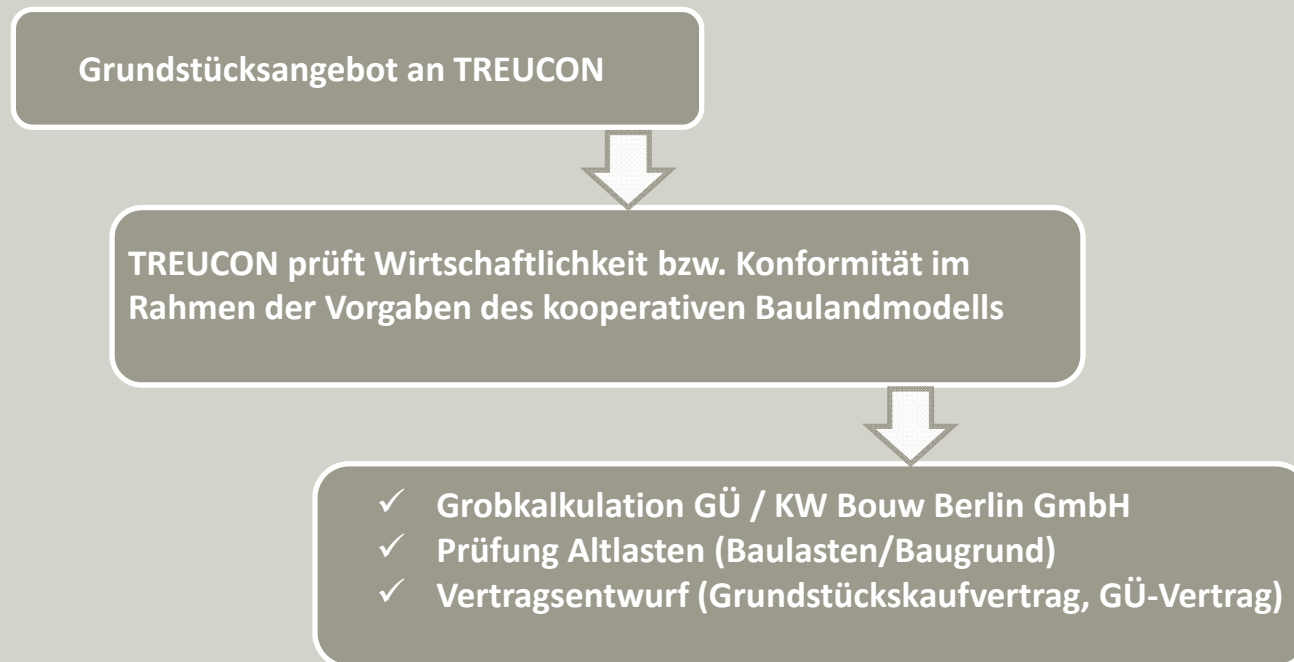 Grundstücksangebot an TREUCON
TREUCON prüft Wirtschaftlichkeit bzw. Konformität im
Rahmen der Vorgaben des kooperativen Baulandmodells
✓ Grobkalkulation GÜ / KW Bouw Berlin GmbH
✓ Prüfung Altlasten (Baulasten/Baugrund)
✓ Vertragsentwurf (Grundstückskaufvertrag, GÜ-Vertrag)